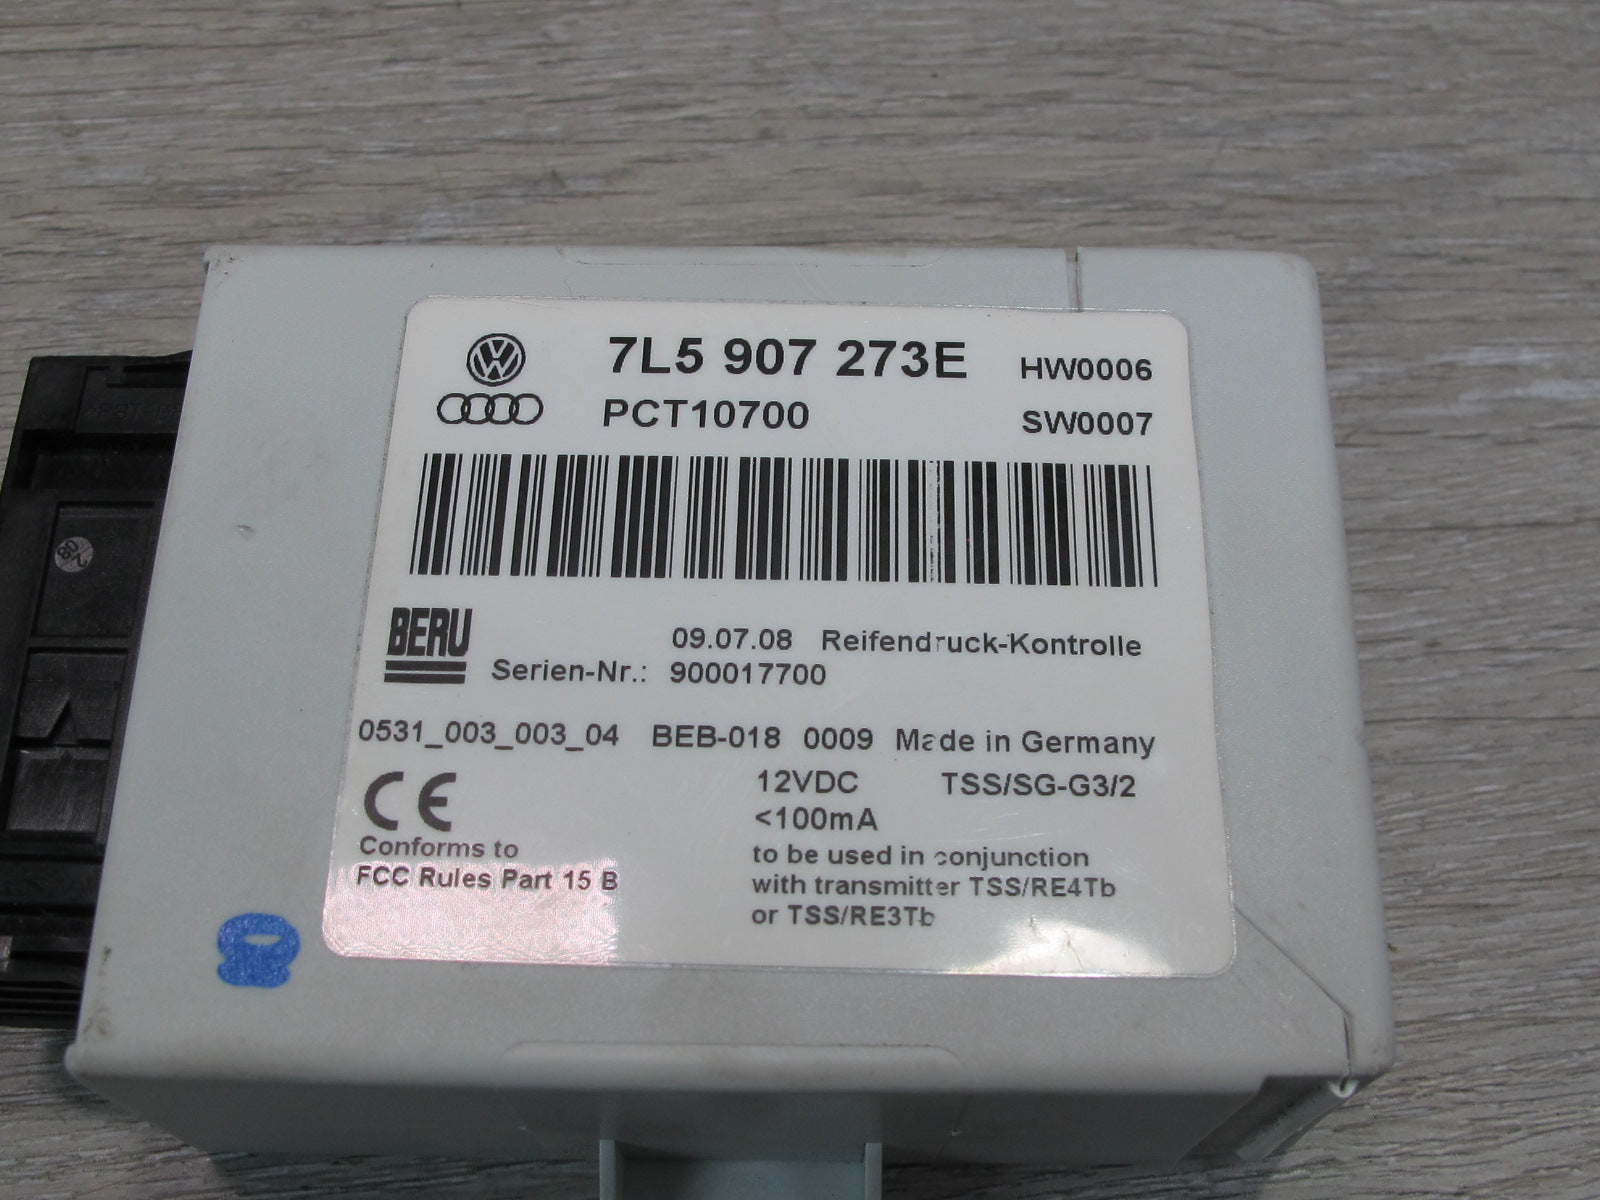 7L5 907 273E HW0006
PCT10700 SW0007
BERU
09.07.08 Reifendruck-Kontrolle
Serien-Nr.: 900017700
0531_003_003_04 BEB-018 0009 Made in Germany
CE 12VDC TSS/SG-G3/2
<100mA
Conforms to
FCC Rules Part 15 B
to be used in conjunction
with transmitter TSS/RE4Tb
or TSS/RE3Tb